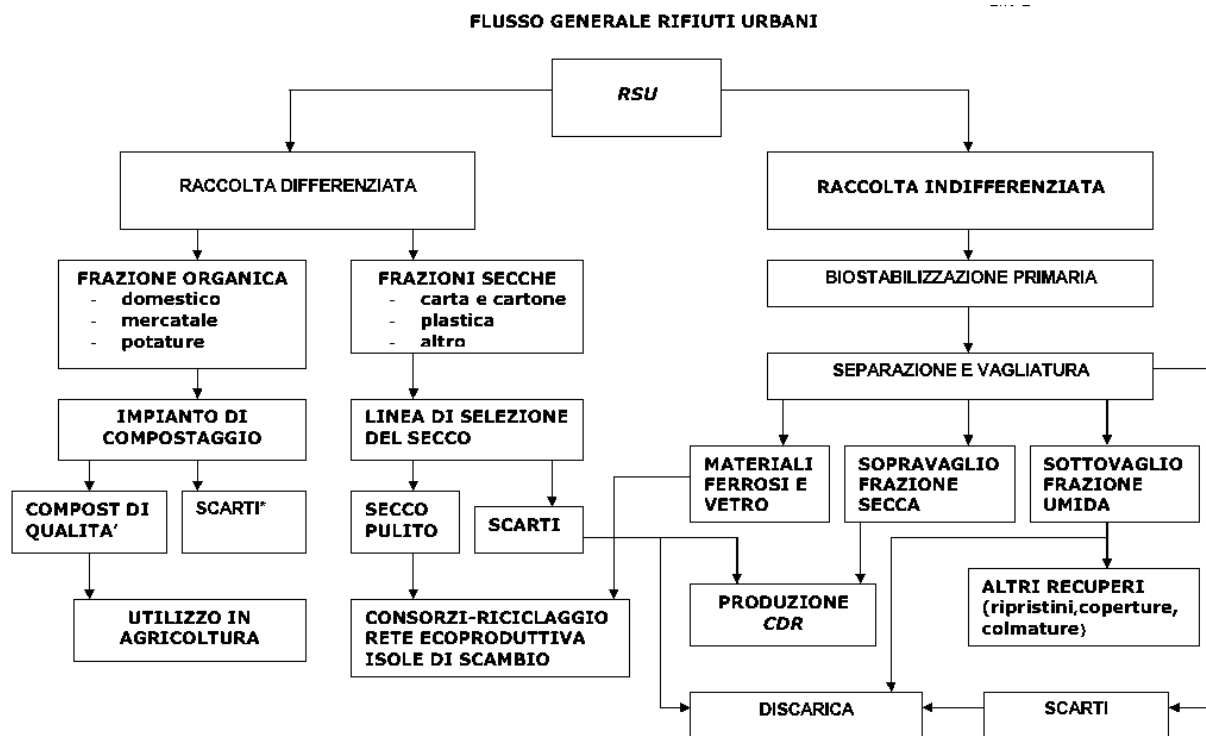 FLUSSO GENERALE RIFIUTI URBANI
RSU
RACCOLTA DIFFERENZIATA
RACCOLTA INDIFFERENZIATA
FRAZIONE ORGANICA
- domestico
- mercatale
- potature
FRAZIONI SECCHE
- carta e cartone
- plastica
- altro
BIOSTABILIZZAZIONE PRIMARIA
SEPARAZIONE E VAGLIATURA
IMPIANTO DI
COMPOSTAGGIO
LINEA DI SELEZIONE
DEL SECCO
MATERIALI
FERROSI E
VETRO
SOPRAVAGLIO
FRAZIONE
SECCA
SOTTOVAGLIO
FRAZIONE
UMIDA
COMPOST DI
QUALITA'
SCARTI*
SECCO
PULITO
SCARTI
UTILIZZO IN
AGRICOLTURA
CONSORZI-RICICLAGGIO
RETE ECOPRODUTTIVA
ISOLE DI SCAMBIO
PRODUZIONE
CDR
ALTRI RECUPERI
(ripristini,coperture,
colmature)
DISCARICA
SCARTI